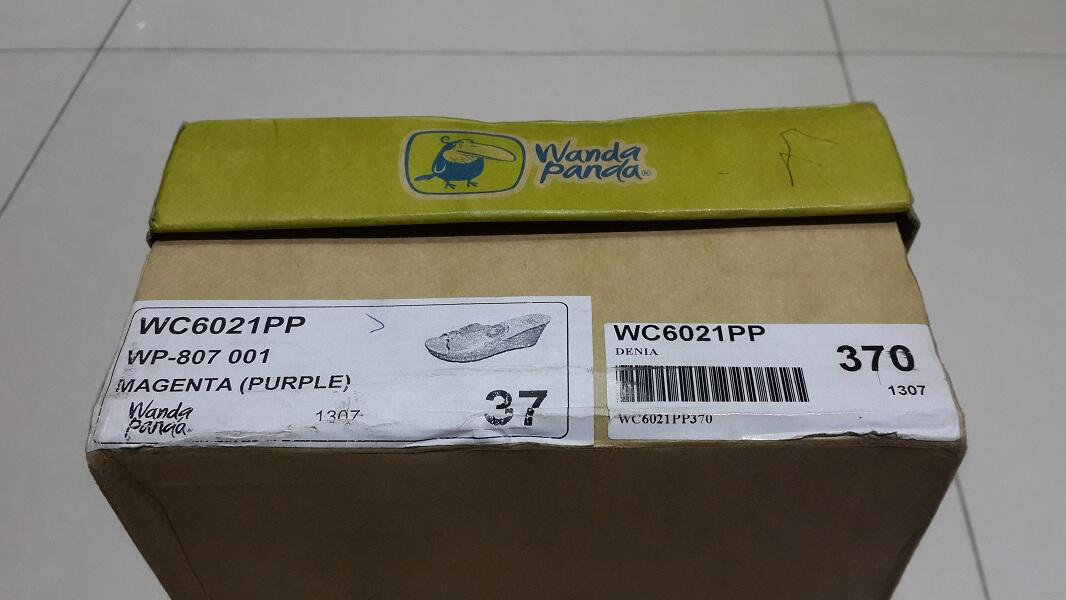 Wanda
Panda®
WC6021PP
WP-807 001
MAGENTA (PURPLE)
Wanda
Panda®
1307
37
WC6021PP
DENIA
370
1307
WC6021PP370